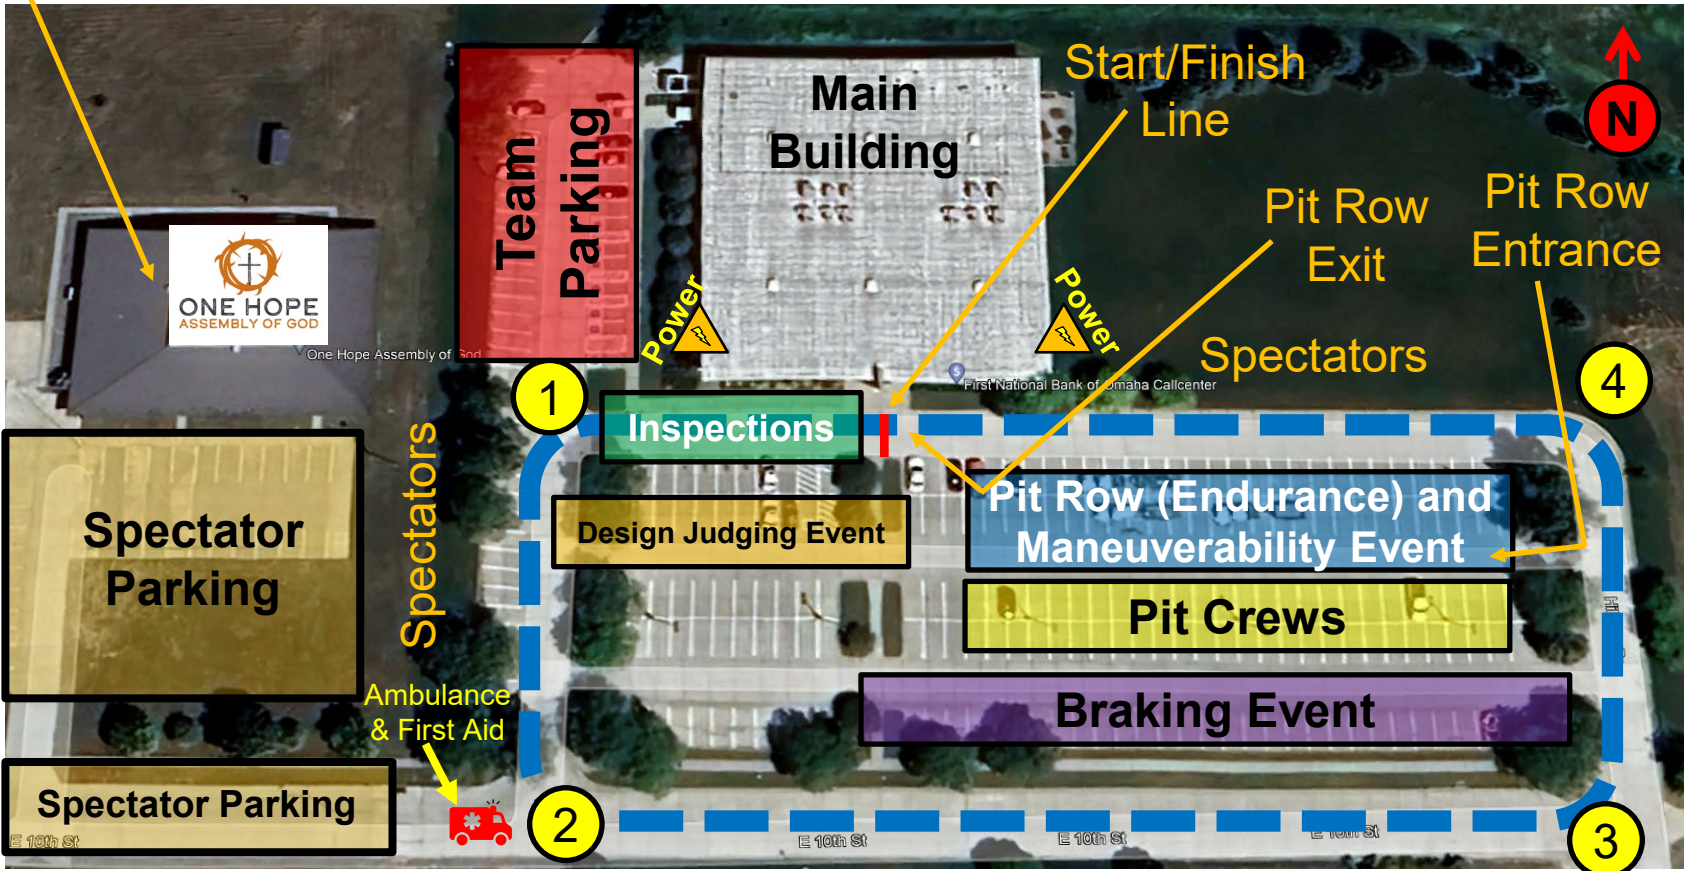 Start/Finish
Line
N
Main
Building
Team
Parking
Pit Row
Exit
Pit Row
Entrance
ONE HOPE
ASSEMBLY OF GOD
One Hope Assembly of God
Power
Power
Spectators
First National Bank of Omaha Callcenter
1
4
Inspections
Spectators
Spectator
Parking
Design Judging Event
Pit Row (Endurance) and
Maneuverability Event
Pit Crews
Ambulance
& First Aid
Braking Event
Spectator Parking
2
3
E 10th St
E 10th St
E 10th St
E 10th St